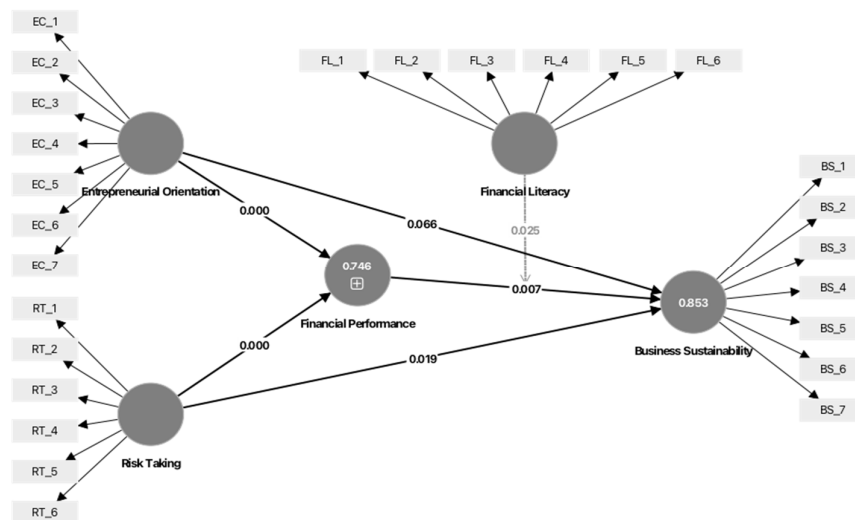 EC_1
EC_2
EC_3
EC_4
EC_5
EC_6
EC_7
Entrepreneurial Orientation
FL_1
FL_2
FL_3
FL_4
FL_5
FL_6
Financial Literacy
0.000
0.066
0.025
0.746
Financial Performance
0.007
0.000
0.019
RT_1
RT_2
RT_3
RT_4
RT_5
RT_6
Risk Taking
0.853
Business Sustainability
BS_1
BS_2
BS_3
BS_4
BS_5
BS_6
BS_7